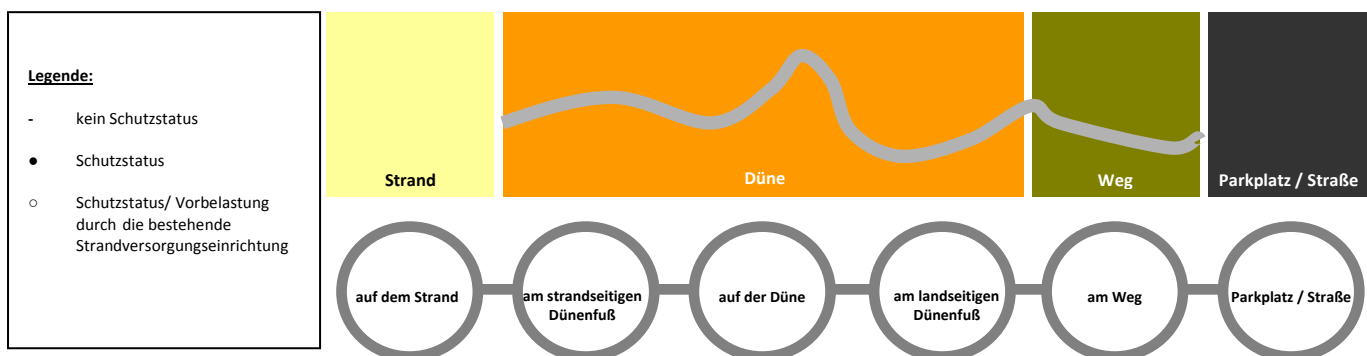 Legende:
- kein Schutzstatus
● Schutzstatus
○ Schutzstatus/ Vorbelastung
durch die bestehende
Strandversorgungseinrichtung
Strand
Düne
Weg
Parkplatz / Straße
auf dem Strand
am strandseitigen
Dünenfuß
auf der Düne
am landseitigen
Dünenfuß
am Weg
Parkplatz / Straße